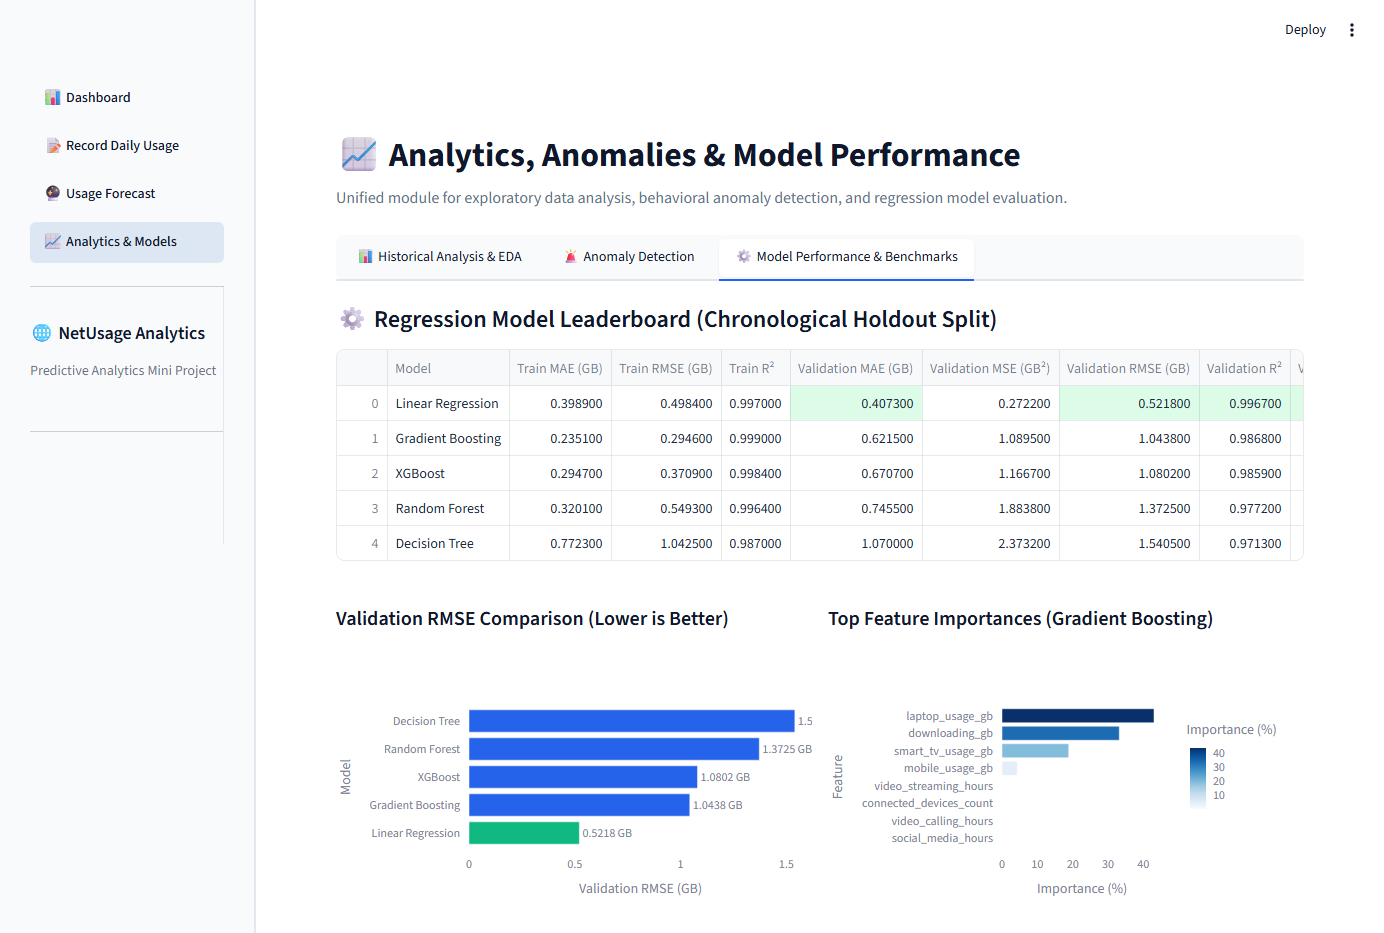 Deploy
Dashboard
Record Daily Usage
Usage Forecast
Analytics & Models
NetUsage Analytics
Predictive Analytics Mini Project
Analytics, Anomalies & Model Performance
Unified module for exploratory data analysis, behavioral anomaly detection, and regression model evaluation.
Historical Analysis & EDA Anomaly Detection Model Performance & Benchmarks
Regression Model Leaderboard (Chronological Holdout Split)
Model Train MAE (GB) Train RMSE (GB) Train R² Validation MAE (GB) Validation MSE (GB²) Validation RMSE (GB) Validation R² V
0 Linear Regression 0.398900 0.498400 0.997000 0.407300 0.272200 0.521800 0.996700
1 Gradient Boosting 0.235100 0.294600 0.999000 0.621500 1.089500 1.043800 0.986800
2 XGBoost 0.294700 0.370900 0.998400 0.670700 1.166700 1.080200 0.985900
3 Random Forest 0.320100 0.549300 0.996400 0.745500 1.883800 1.372500 0.977200
4 Decision Tree 0.772300 1.042500 0.987000 1.070000 2.373200 1.540500 0.971300
Validation RMSE Comparison (Lower is Better)
Model
Decision Tree 1.5
Random Forest 1.3725 GB
XGBoost 1.0802 GB
Gradient Boosting 1.0438 GB
Linear Regression 0.5218 GB
0 0.5 1 1.5
Validation RMSE (GB)
Top Feature Importances (Gradient Boosting)
Feature
laptop_usage_gb
downloading_gb
smart_tv_usage_gb
mobile_usage_gb
video_streaming_hours
connected_devices_count
video_calling_hours
social_media_hours
0 10 20 30 40
Importance (%)
Importance (%)
40
30
20
10